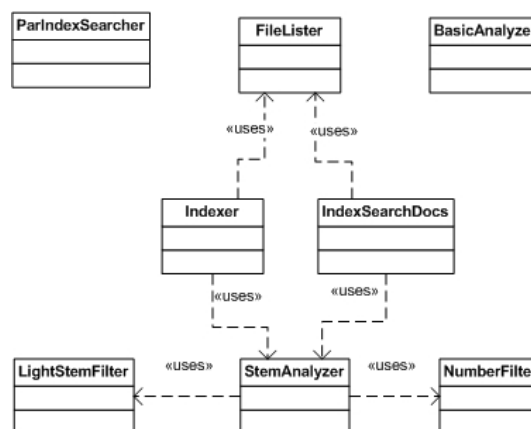 ParIndexSearcher
FileLister
BasicAnalyze
«uses»
«uses»
Indexer
IndexSearchDocs
«uses»
«uses»
LightStemFilter
«uses»
StemAnalyzer
«uses»
NumberFilte